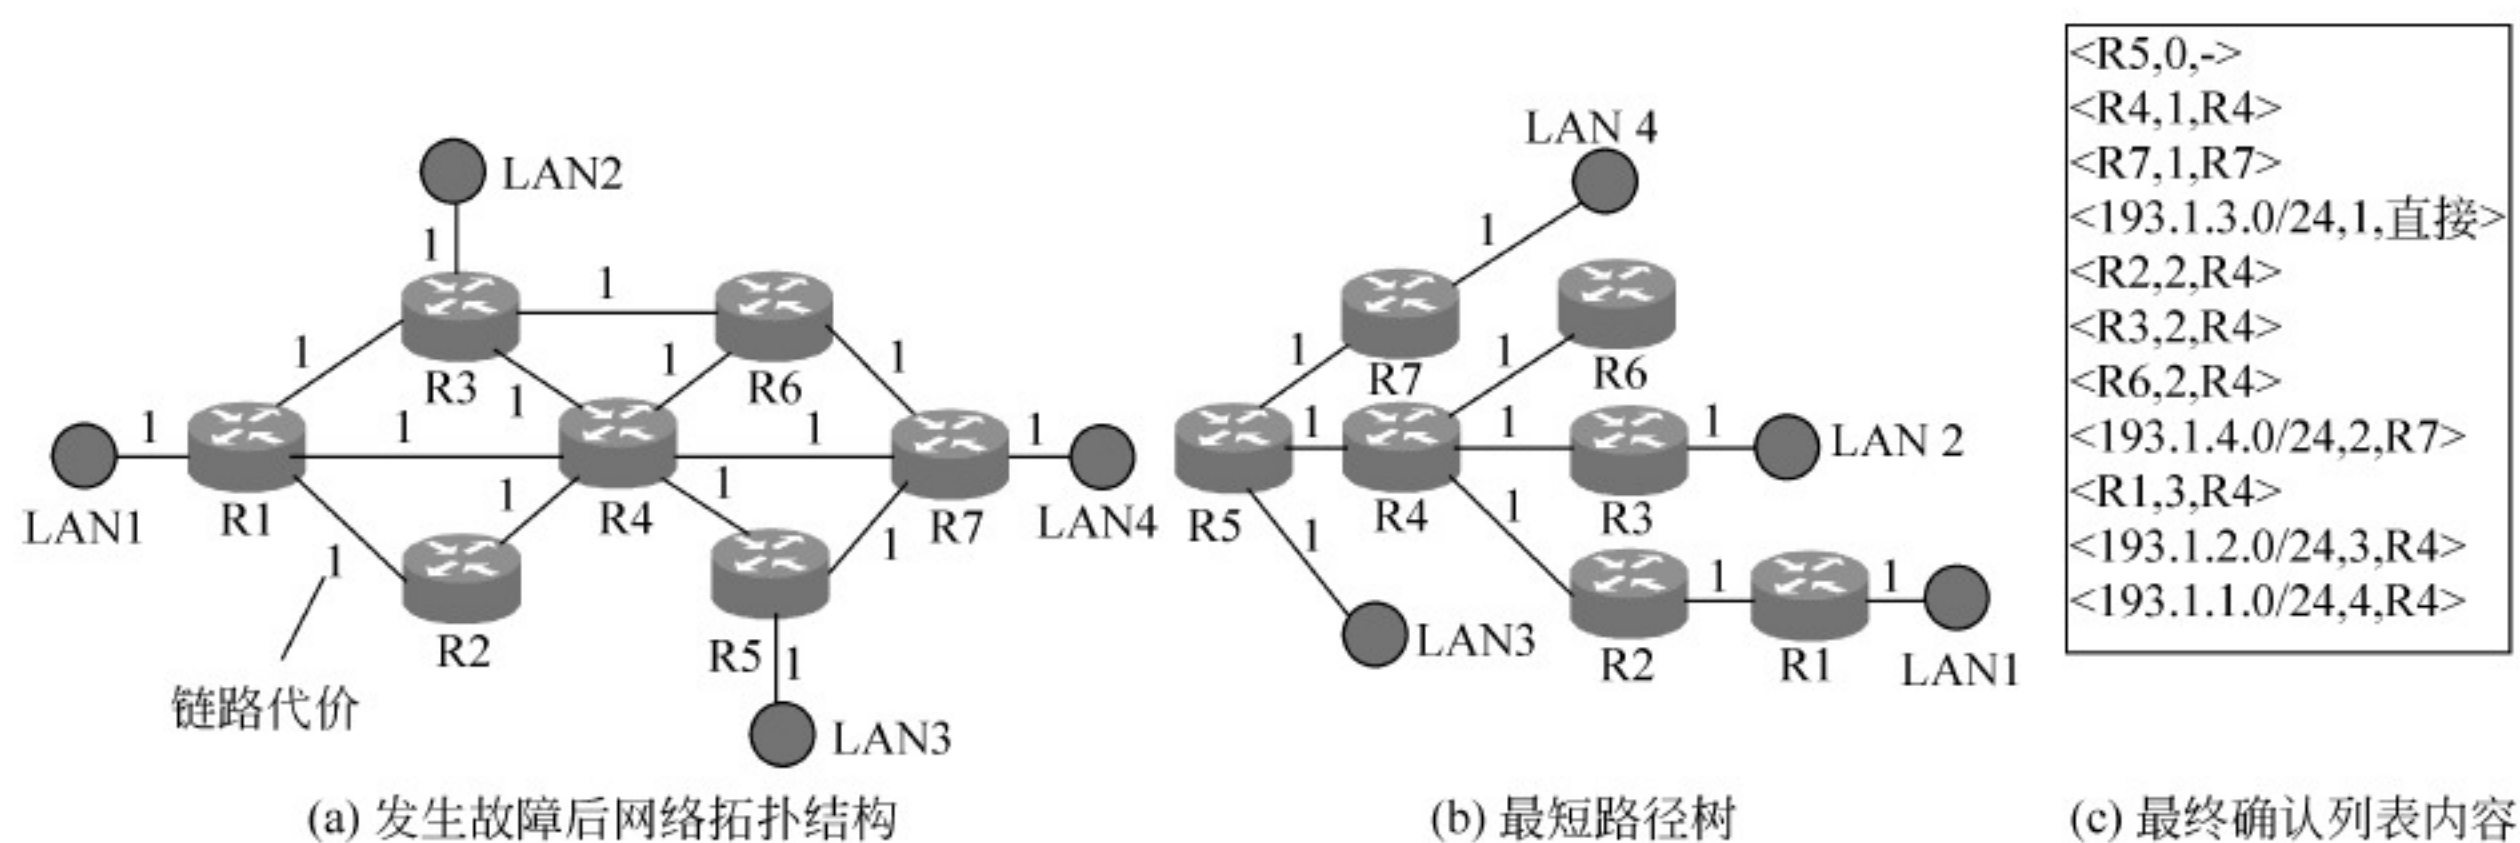 LAN2
1
R3
1
R6
1
1
1
1
1
LAN1
1
R1
1
R4
1
R7
1
LAN4
1
1
1
1
R2
R5
1
LAN3
链路代价
(a) 发生故障后网络拓扑结构
LAN 4
1
R7
1
R6
1
R5
1
R4
1
R3
1
LAN 2
1
1
LAN3
R2
1
R1
1
LAN1
(b) 最短路径树
<R5,0,->
<R4,1,R4>
<R7,1,R7>
<193.1.3.0/24,1,直接>
<R2,2,R4>
<R3,2,R4>
<R6,2,R4>
<193.1.4.0/24,2,R7>
<R1,3,R4>
<193.1.2.0/24,3,R4>
<193.1.1.0/24,4,R4>
(c) 最终确认列表内容